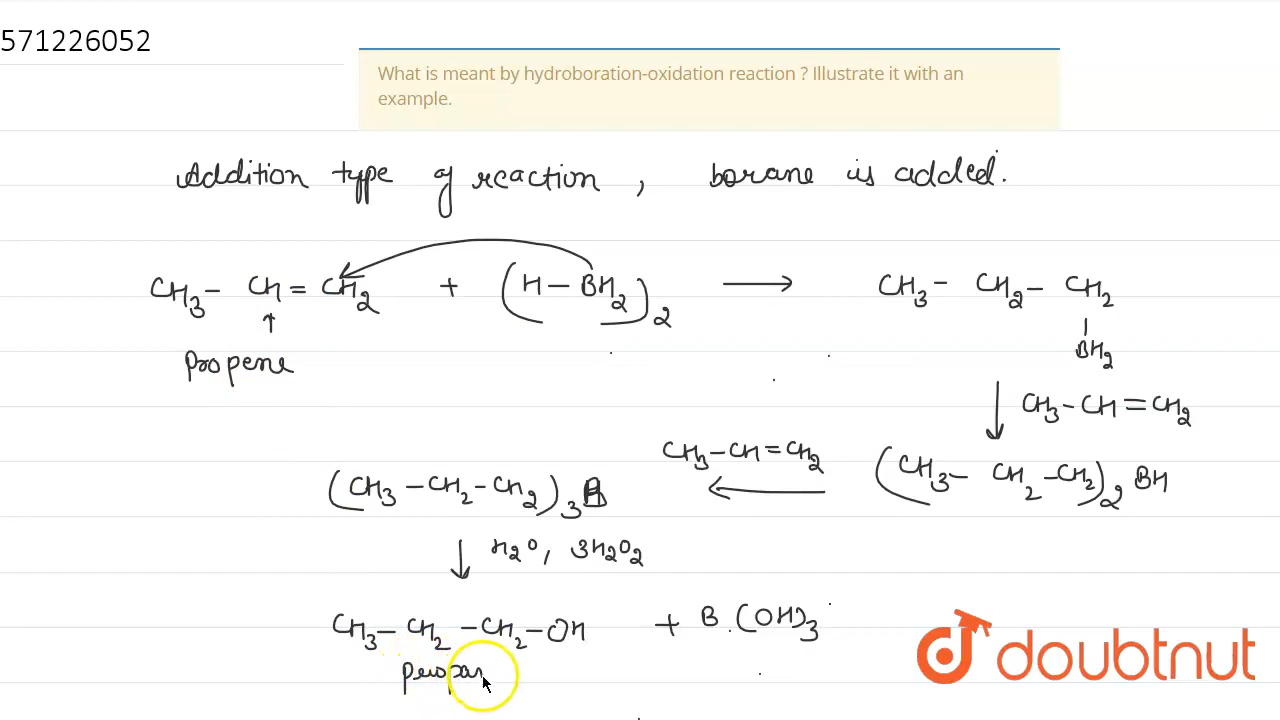 571226052
What is meant by hydroboration-oxidation reaction ? Illustrate it with an
example.
Addition type of reaction, borane is added.
CH3 - CH = CH2 + (H - BH2)2 ⟶ CH3 - CH2 - CH2
↑ |
Propene BH2
↓ CH3 - CH = CH2
CH3 - CH = CH2
(CH3 - CH2 - CH2)3 B ⟵ (CH3 - CH2 - CH2)2 BH
↓ H2O, 3H2O2
CH3 - CH2 - CH2 - OH + B.(OH)3
propan
doubtnut